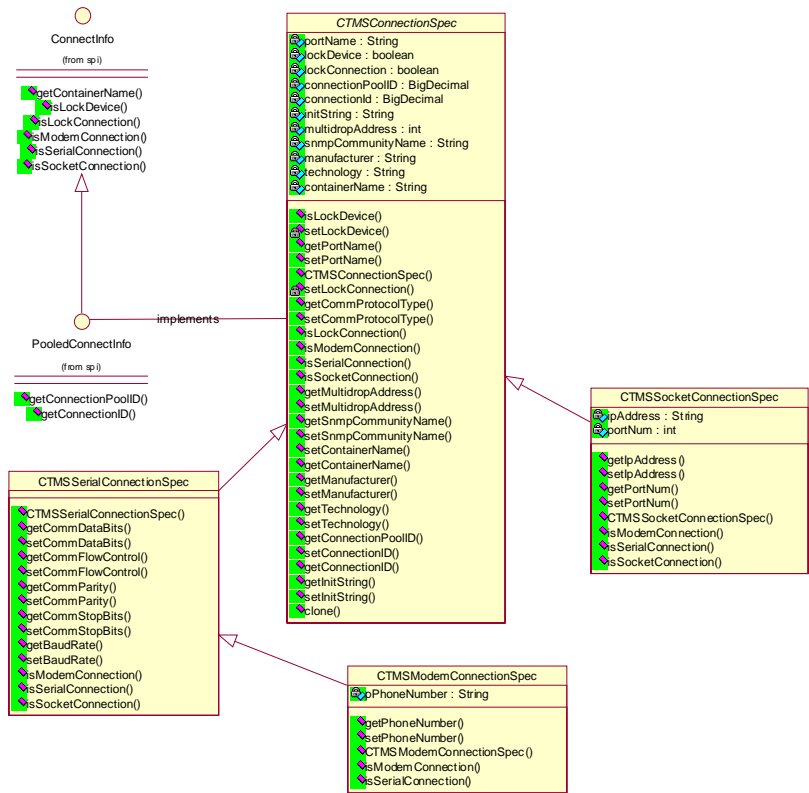 ConnectInfo
(from spi)
getContainerName()
isLockDevice()
isLockConnection()
isModemConnection()
isSerialConnection()
isSocketConnection()
PooledConnectInfo
(from spi)
getConnectionPoolID()
getConnectionID()
implements
CTMSConnectionSpec
portName : String
lockDevice : boolean
lockConnection : boolean
connectionPoolID : BigDecimal
connectionId : BigDecimal
initString : String
multidropAddress : int
snmpCommunityName : String
manufacturer : String
technology : String
containerName : String
isLockDevice()
setLockDevice()
getPortName()
setPortName()
CTMSConnectionSpec()
setLockConnection()
getCommProtocolType()
setCommProtocolType()
isLockConnection()
isModemConnection()
isSerialConnection()
isSocketConnection()
getMultidropAddress()
setMultidropAddress()
getSnmpCommunityName()
setSnmpCommunityName()
setContainerName()
getContainerName()
getManufacturer()
setManufacturer()
getTechnology()
setTechnology()
getConnectionPoolID()
setConnectionID()
getConnectionID()
getInitString()
setInitString()
clone()
CTMSSocketConnectionSpec
ipAddress : String
portNum : int
getIpAddress()
setIpAddress()
getPortNum()
setPortNum()
CTMSSocketConnectionSpec()
isModemConnection()
isSerialConnection()
isSocketConnection()
CTMSSerialConnectionSpec
CTMSSerialConnectionSpec()
getCommDataBits()
setCommDataBits()
getCommFlowControl()
setCommFlowControl()
getCommParity()
setCommParity()
getCommStopBits()
setCommStopBits()
getBaudRate()
setBaudRate()
isModemConnection()
isSerialConnection()
isSocketConnection()
CTMSModemConnectionSpec
pPhoneNumber : String
getPhoneNumber()
setPhoneNumber()
CTMSModemConnectionSpec()
isModemConnection()
isSerialConnection()